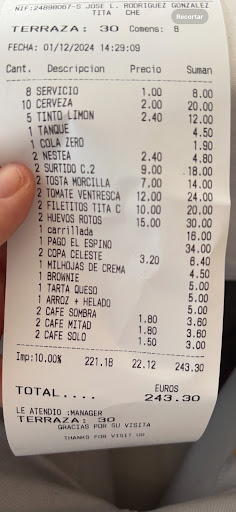 NIF:24898067-S JOSE L. RODRIGUEZ GONZALEZ
TITA CHE
Recortar
TERRAZA: 30 Comens: 8
FECHA: 01/12/2024 14:29:09
Cant. Descripcion Precio Suman
8 SERVICIO 1.00 8.00
10 CERVEZA 2.00 20.00
5 TINTO LIMON 2.40 12.00
1 TANQUE 4.50
1 COLA ZERO 1.90
2 NESTEA 2.40 4.80
2 SURTIDO C.2 9.00 18.00
2 TOSTA MORCILLA 7.00 14.00
2 TOMATE VENTRESCA 12.00 24.00
2 FILETITOS TITA C 10.00 20.00
2 HUEVOS ROTOS 15.00 30.00
1 carrillada 16.00
1 PAGO EL ESPINO 34.00
2 COPA CELESTE 3.20 6.40
1 MILHOJAS DE CREMA 4.50
1 BROWNIE 5.00
1 TARTA QUESO 5.00
1 ARROZ + HELADO 5.00
2 CAFE SOMBRA 1.80 3.60
2 CAFE MITAD 1.80 3.60
2 CAFE SOLO 1.50 3.00
Imp:10.00% 221.18 22.12 243.30
EUROS
TOTAL.... 243.30
LE ATENDIO :MANAGER
TERRAZA: 30
GRACIAS POR SU VISITA
THANKS FOR VISIT US